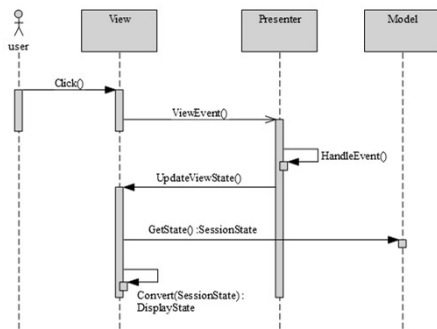 View
Presenter
Model
user
Click()
ViewEvent()
HandleEvent()
UpdateViewState()
GetState() :SessionState
Convert(SessionState) :
DisplayState